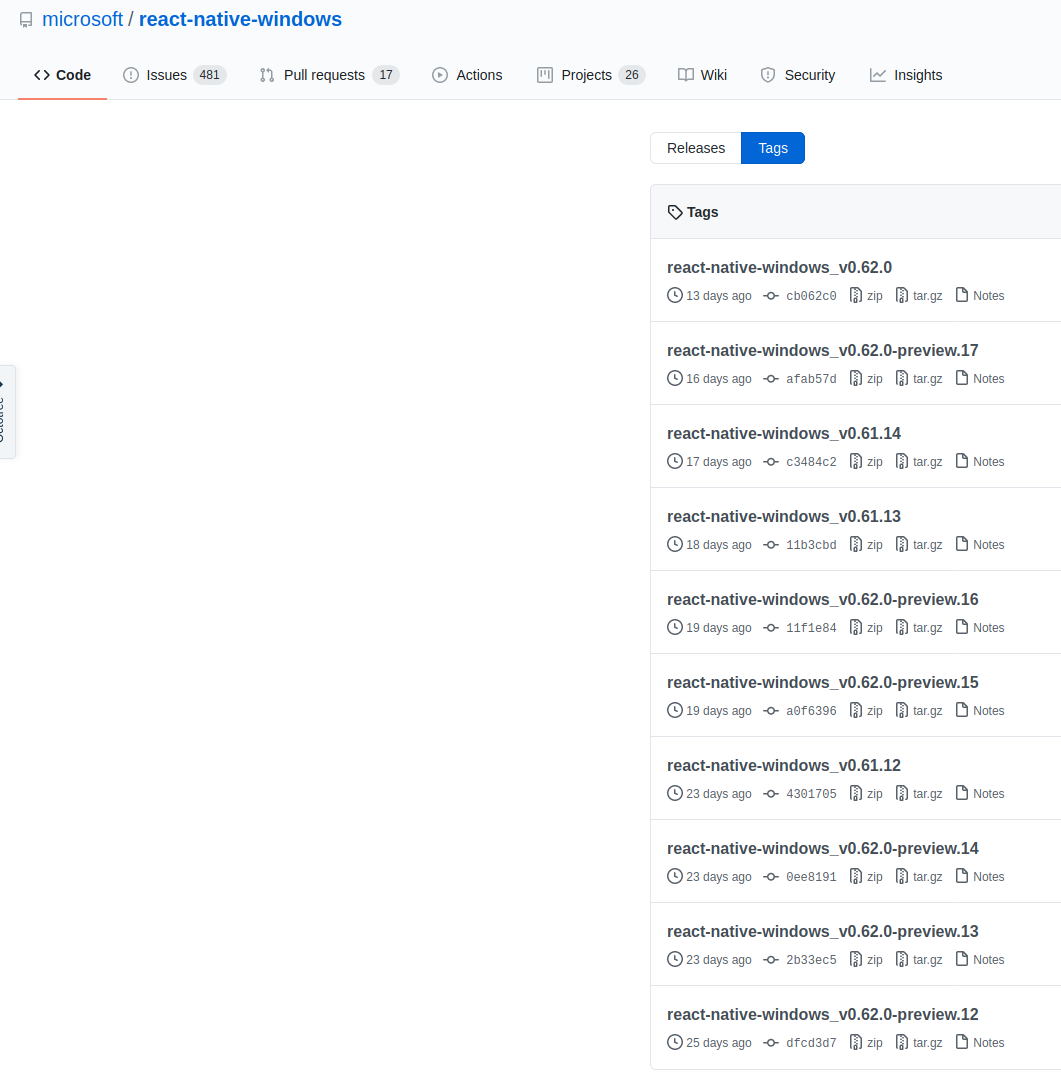 microsoft / react-native-windows
Code Issues 481 Pull requests 17 Actions Projects 26 Wiki Security Insights
Releases Tags
Tags
react-native-windows_v0.62.0
13 days ago cb062c0 zip tar.gz Notes
react-native-windows_v0.62.0-preview.17
16 days ago afab57d zip tar.gz Notes
react-native-windows_v0.61.14
17 days ago c3484c2 zip tar.gz Notes
react-native-windows_v0.61.13
18 days ago 11b3cbd zip tar.gz Notes
react-native-windows_v0.62.0-preview.16
19 days ago 11f1e84 zip tar.gz Notes
react-native-windows_v0.62.0-preview.15
19 days ago a0f6396 zip tar.gz Notes
react-native-windows_v0.61.12
23 days ago 4301705 zip tar.gz Notes
react-native-windows_v0.62.0-preview.14
23 days ago 0ee8191 zip tar.gz Notes
react-native-windows_v0.62.0-preview.13
23 days ago 2b33ec5 zip tar.gz Notes
react-native-windows_v0.62.0-preview.12
25 days ago dfcd3d7 zip tar.gz Notes